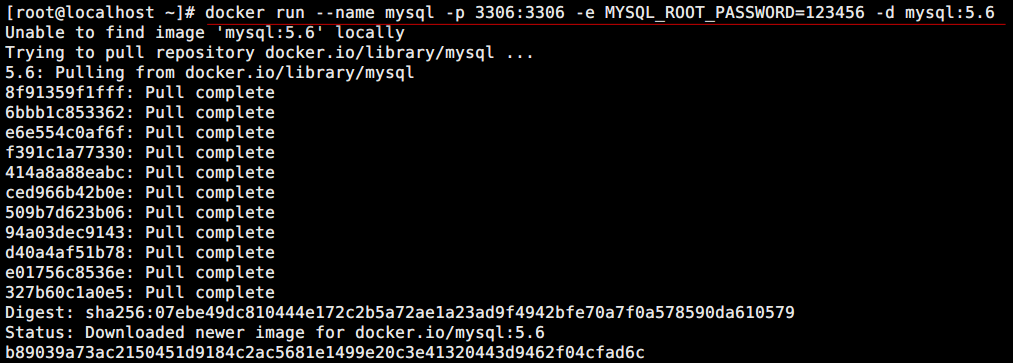 [root@localhost ~]# docker run --name mysql -p 3306:3306 -e MYSQL_ROOT_PASSWORD=123456 -d mysql:5.6
Unable to find image 'mysql:5.6' locally
Trying to pull repository docker.io/library/mysql ...
5.6: Pulling from docker.io/library/mysql
8f91359f1fff: Pull complete
6bbb1c853362: Pull complete
e6e554c0af6f: Pull complete
f391c1a77330: Pull complete
414a8a88eabc: Pull complete
ced966b42b0e: Pull complete
509b7d623b06: Pull complete
94a03dec9143: Pull complete
d40a4af51b78: Pull complete
e01756c8536e: Pull complete
327b60c1a0e5: Pull complete
Digest: sha256:07ebe49dc810444e172c2b5a72ae1a23ad9f4942bfe70a7f0a578590da610579
Status: Downloaded newer image for docker.io/mysql:5.6
b89039a73ac2150451d9184c2ac5681e1499e20c3e41320443d9462f04cfad6c